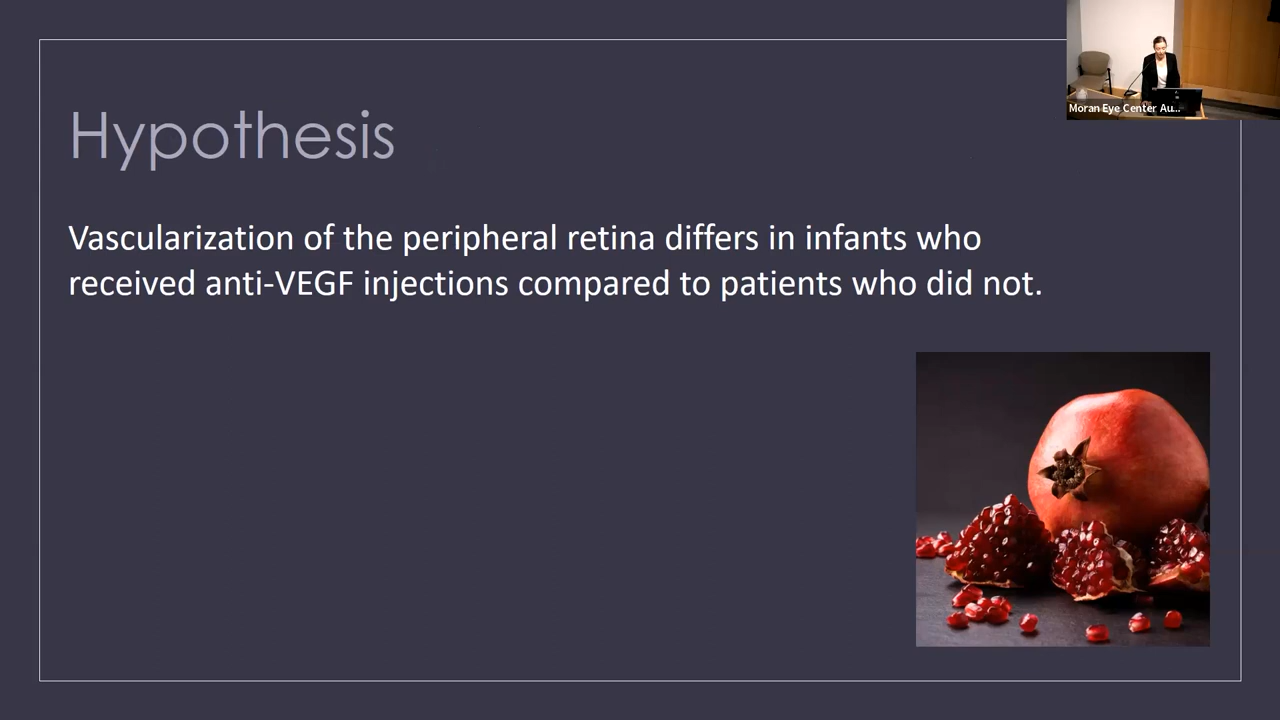 Moran Eye Center Au...
Hypothesis
Vascularization of the peripheral retina differs in infants who
received anti-VEGF injections compared to patients who did not.